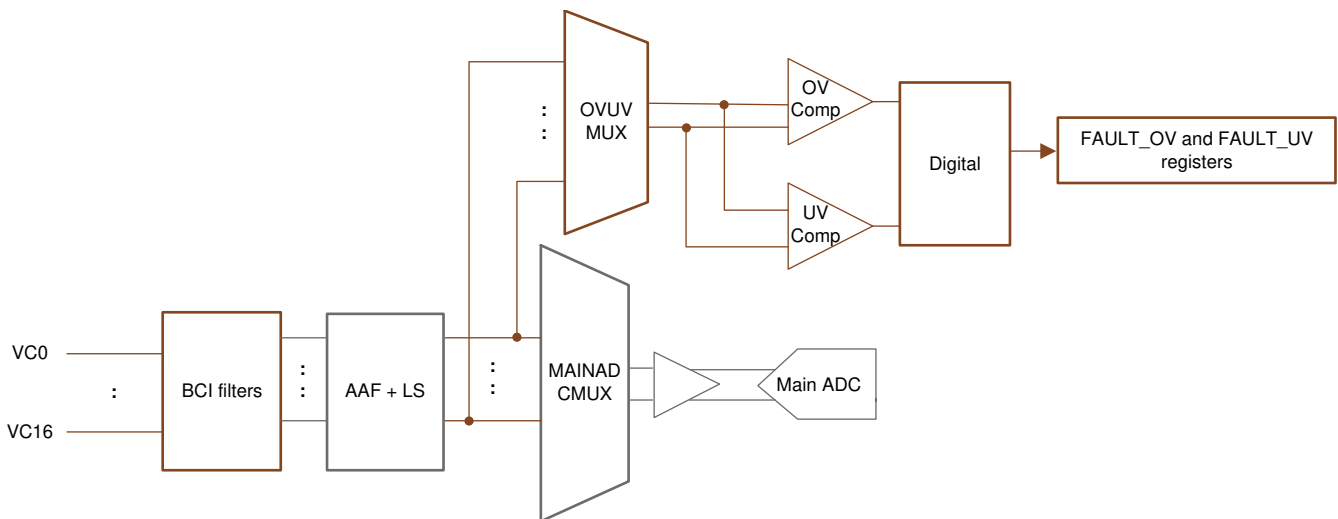 OVUV
MUX
OV
Comp
UV
Comp
Digital
FAULT_OV and FAULT_UV
registers
VC0
VC16
BCI filters
AAF + LS
MAINAD
CMUX
Main ADC